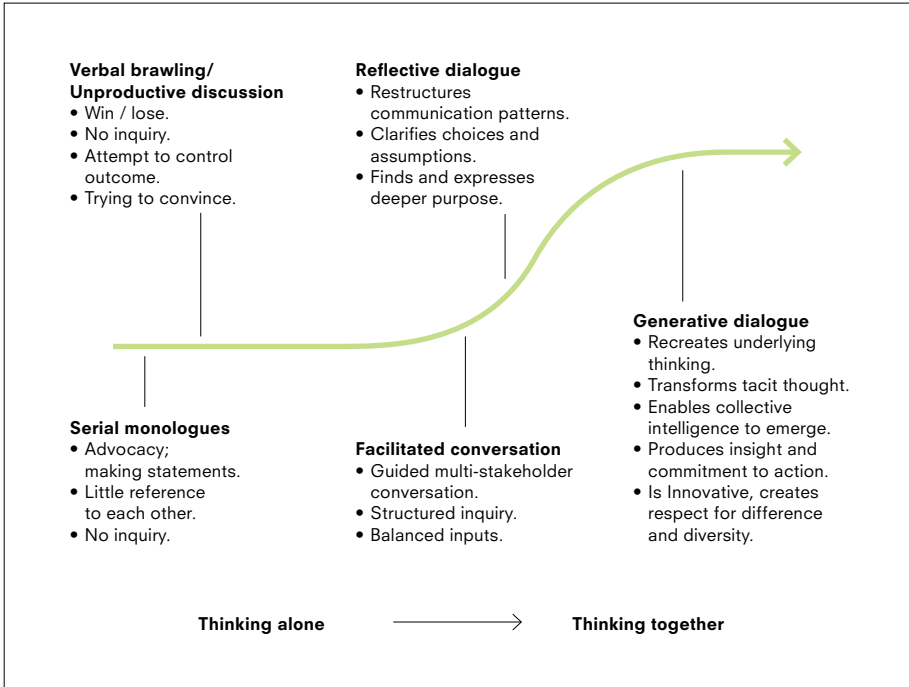 Verbal brawling/
Unproductive discussion
• Win / lose.
• No inquiry.
• Attempt to control
outcome.
• Trying to convince.
Reflective dialogue
• Restructures
communication patterns.
• Clarifies choices and
assumptions.
• Finds and expresses
deeper purpose.
Serial monologues
• Advocacy;
making statements.
• Little reference
to each other.
• No inquiry.
Facilitated conversation
• Guided multi-stakeholder
conversation.
• Structured inquiry.
• Balanced inputs.
Generative dialogue
• Recreates underlying
thinking.
• Transforms tacit thought.
• Enables collective
intelligence to emerge.
• Produces insight and
commitment to action.
• Is Innovative, creates
respect for difference
and diversity.
Thinking alone
Thinking together